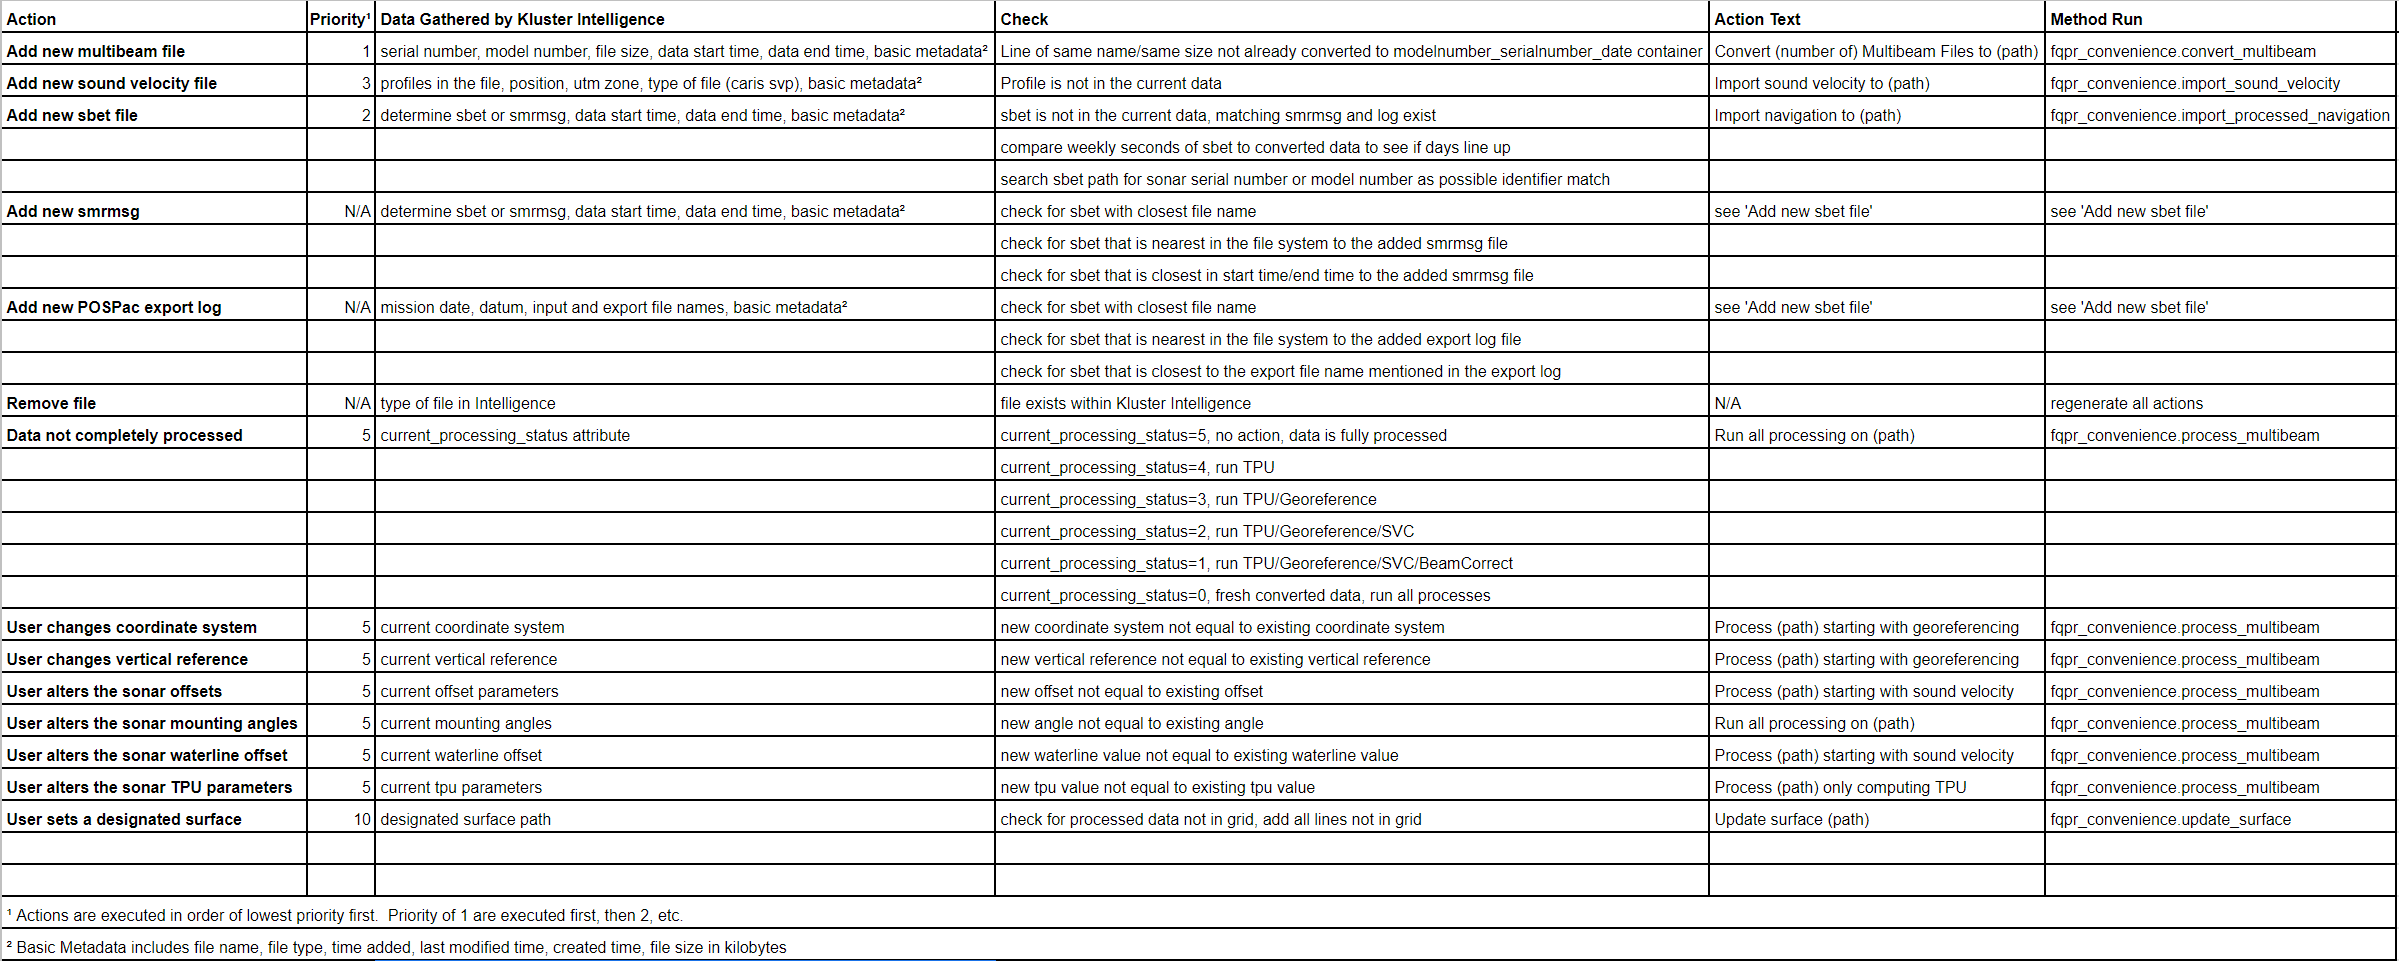 Action Priority¹ Data Gathered by Kluster Intelligence Check Action Text Method Run
Add new multibeam file 1 serial number, model number, file size, data start time, data end time, basic metadata² Line of same name/same size not already converted to modelnumber_serialnumber_date container Convert (number of) Multibeam Files to (path) fqpr_convenience.convert_multibeam
Add new sound velocity file 3 profiles in the file, position, utm zone, type of file (caris svp), basic metadata² Profile is not in the current data Import sound velocity to (path) fqpr_convenience.import_sound_velocity
Add new sbet file 2 determine sbet or smrmsg, data start time, data end time, basic metadata² sbet is not in the current data, matching smrmsg and log exist Import navigation to (path) fqpr_convenience.import_processed_navigation
compare weekly seconds of sbet to converted data to see if days line up
search sbet path for sonar serial number or model number as possible identifier match
Add new smrmsg N/A determine sbet or smrmsg, data start time, data end time, basic metadata² check for sbet with closest file name see 'Add new sbet file' see 'Add new sbet file'
check for sbet that is nearest in the file system to the added smrmsg file
check for sbet that is closest in start time/end time to the added smrmsg file
Add new POSPac export log N/A mission date, datum, input and export file names, basic metadata² check for sbet with closest file name see 'Add new sbet file' see 'Add new sbet file'
check for sbet that is nearest in the file system to the added export log file
check for sbet that is closest to the export file name mentioned in the export log
Remove file N/A type of file in Intelligence file exists within Kluster Intelligence N/A regenerate all actions
Data not completely processed 5 current_processing_status attribute current_processing_status=5, no action, data is fully processed Run all processing on (path) fqpr_convenience.process_multibeam
current_processing_status=4, run TPU
current_processing_status=3, run TPU/Georeference
current_processing_status=2, run TPU/Georeference/SVC
current_processing_status=1, run TPU/Georeference/SVC/BeamCorrect
current_processing_status=0, fresh converted data, run all processes
User changes coordinate system 5 current coordinate system new coordinate system not equal to existing coordinate system Process (path) starting with georeferencing fqpr_convenience.process_multibeam
User changes vertical reference 5 current vertical reference new vertical reference not equal to existing vertical reference Process (path) starting with georeferencing fqpr_convenience.process_multibeam
User alters the sonar offsets 5 current offset parameters new offset not equal to existing offset Process (path) starting with sound velocity fqpr_convenience.process_multibeam
User alters the sonar mounting angles 5 current mounting angles new angle not equal to existing angle Run all processing on (path) fqpr_convenience.process_multibeam
User alters the sonar waterline offset 5 current waterline offset new waterline value not equal to existing waterline value Process (path) starting with sound velocity fqpr_convenience.process_multibeam
User alters the sonar TPU parameters 5 current tpu parameters new tpu value not equal to existing tpu value Process (path) only computing TPU fqpr_convenience.process_multibeam
User sets a designated surface 10 designated surface path check for processed data not in grid, add all lines not in grid Update surface (path) fqpr_convenience.update_surface
¹ Actions are executed in order of lowest priority first.  Priority of 1 are executed first, then 2, etc.
² Basic Metadata includes file name, file type, time added, last modified time, created time, file size in kilobytes